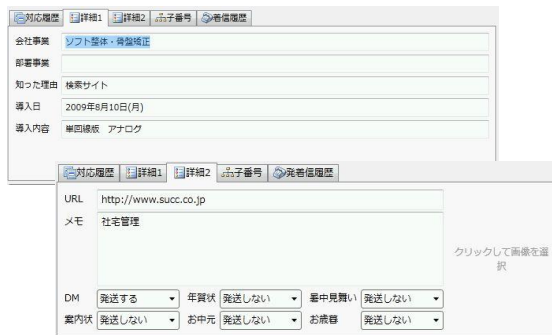 対応履歴 詳細1 詳細2 子番号 発着信履歴
会社事業 ソフト整体・骨盤矯正
部署事業
知った理由 検索サイト
導入日 2009年8月10日(月)
導入内容 単回線版 アナログ
対応履歴 詳細1 詳細2 子番号 発着信履歴
URL http://www.succ.co.jp
メモ 社宅管理
クリックして画像を選
択
DM 発送する 年賀状 発送しない 暑中見舞い 発送しない
案内状 発送しない お中元 発送しない お歳暮 発送しない